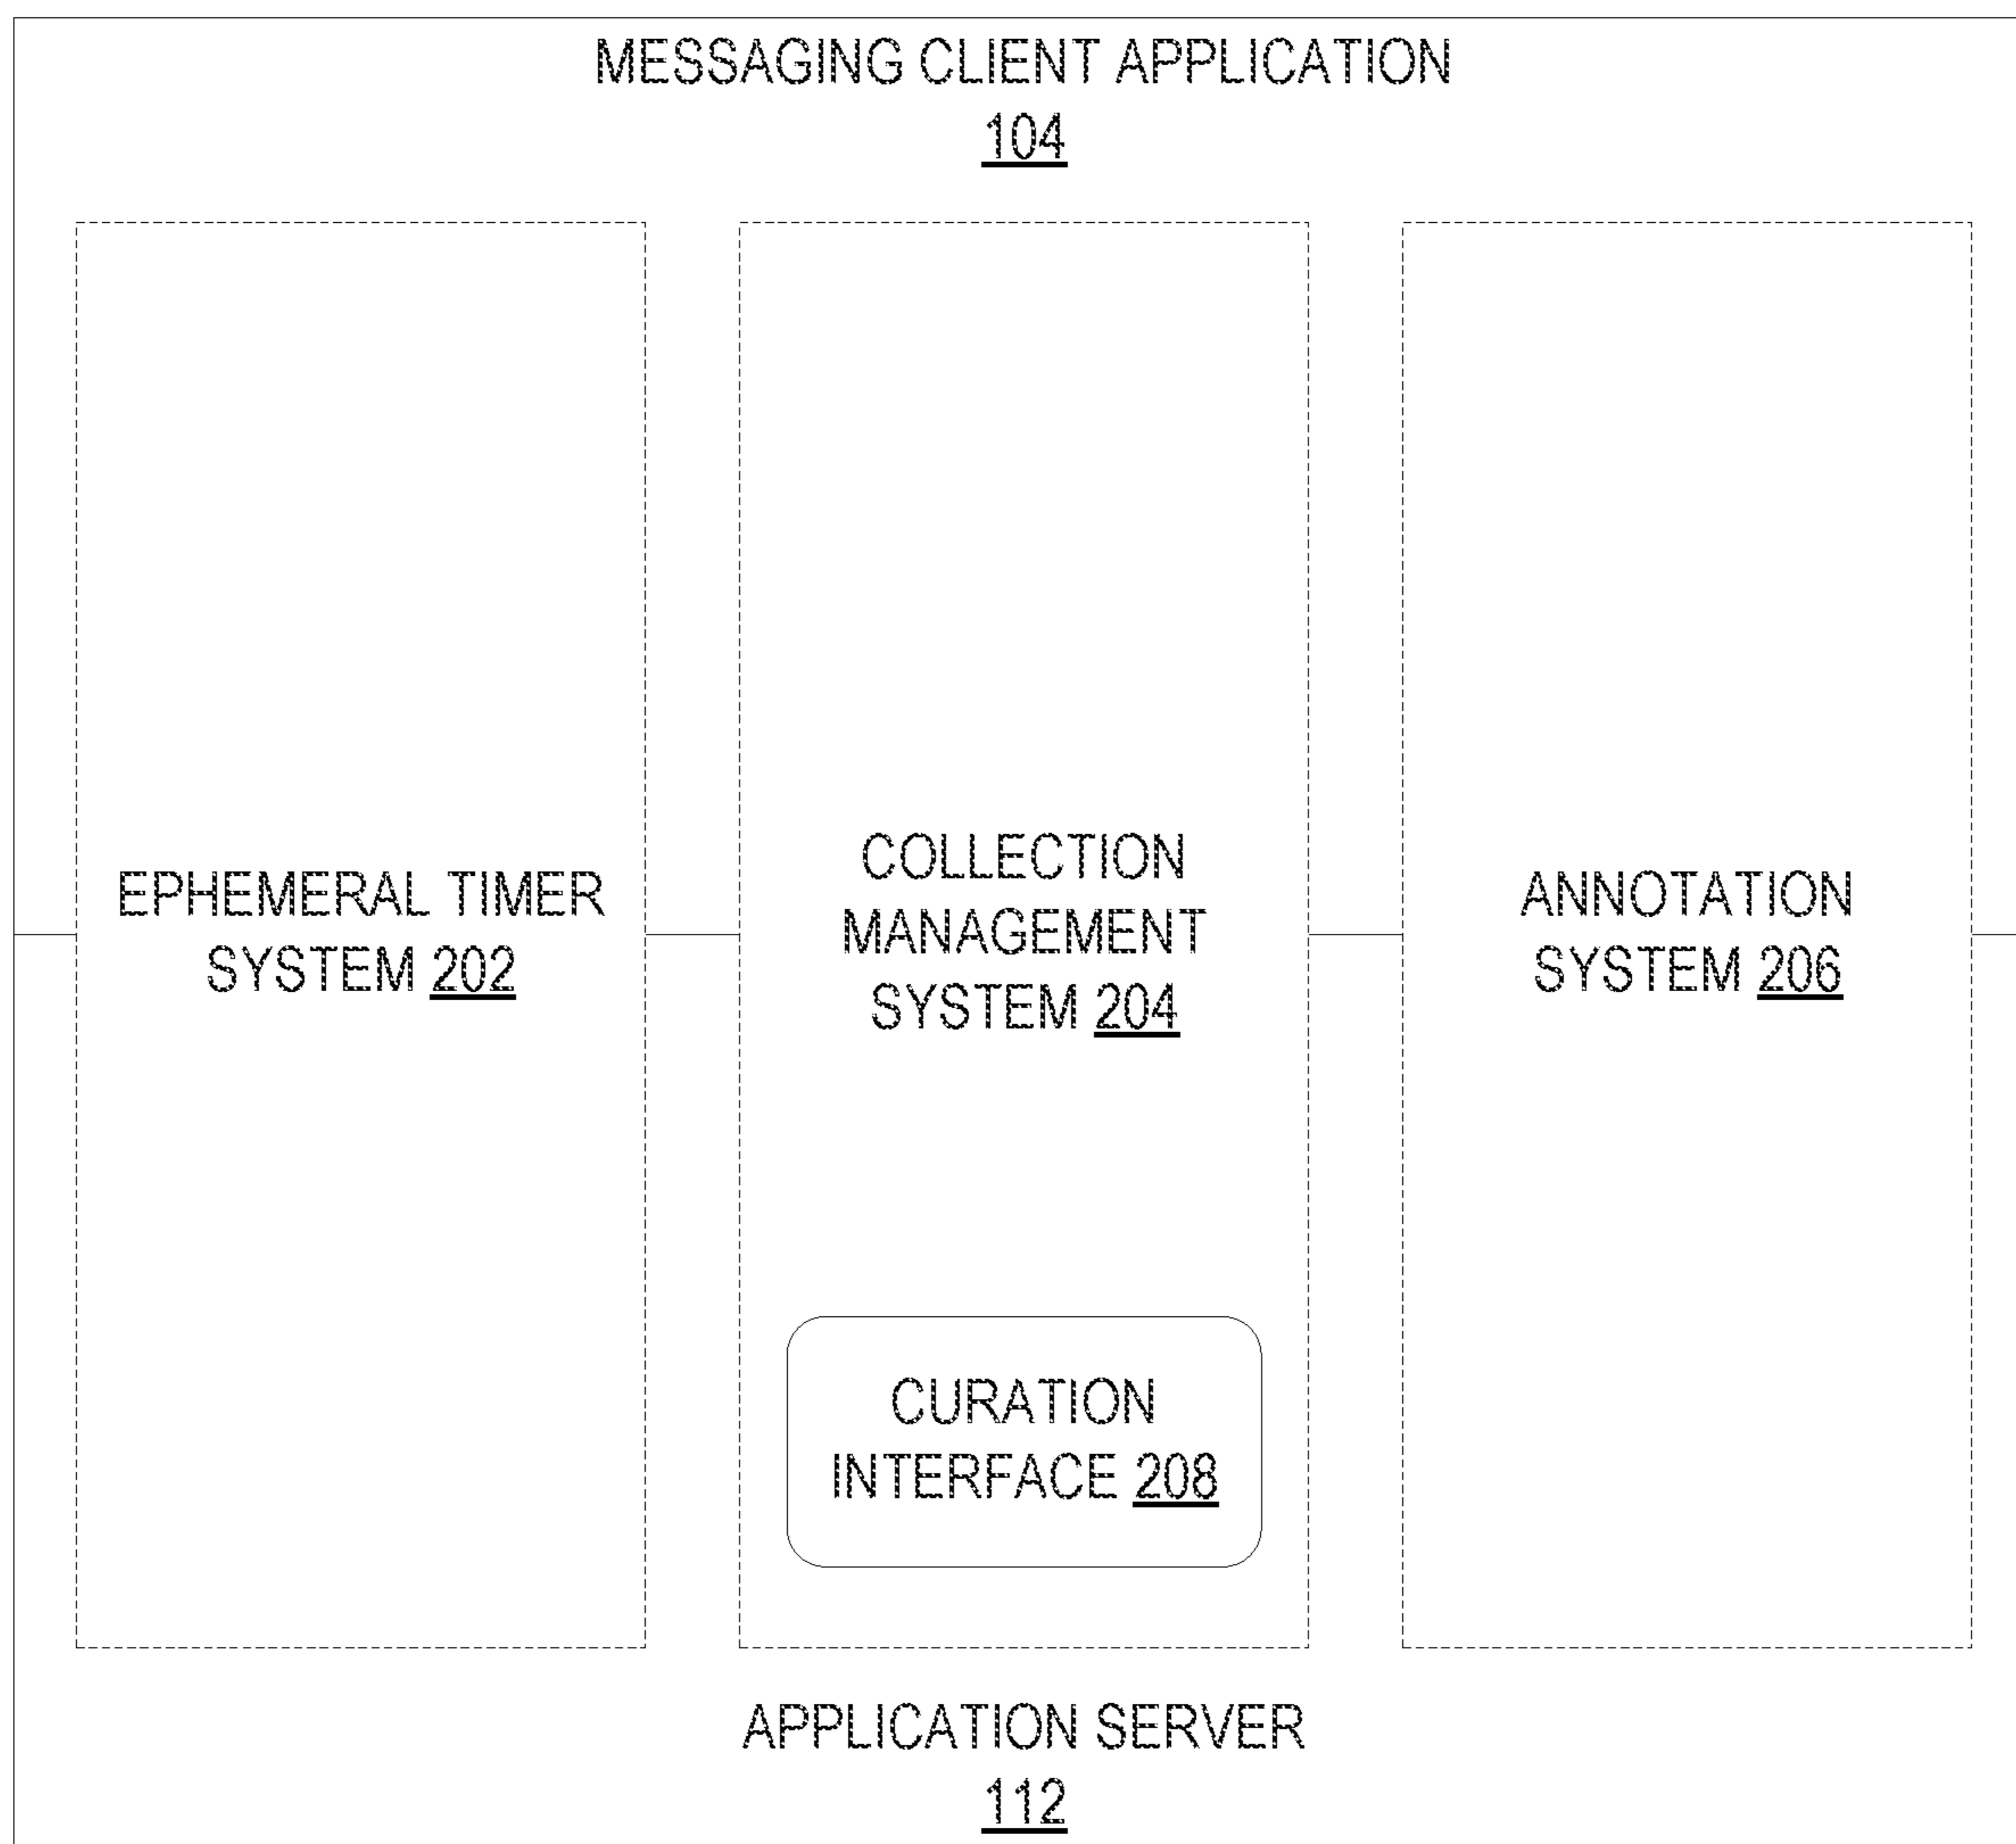 MESSAGING CLIENT APPLICATION
104
EPHEMERAL TIMER
SYSTEM 202
COLLECTION
MANAGEMENT
SYSTEM 204
ANNOTATION
SYSTEM 206
CURATION
INTERFACE 208
APPLICATION SERVER
112